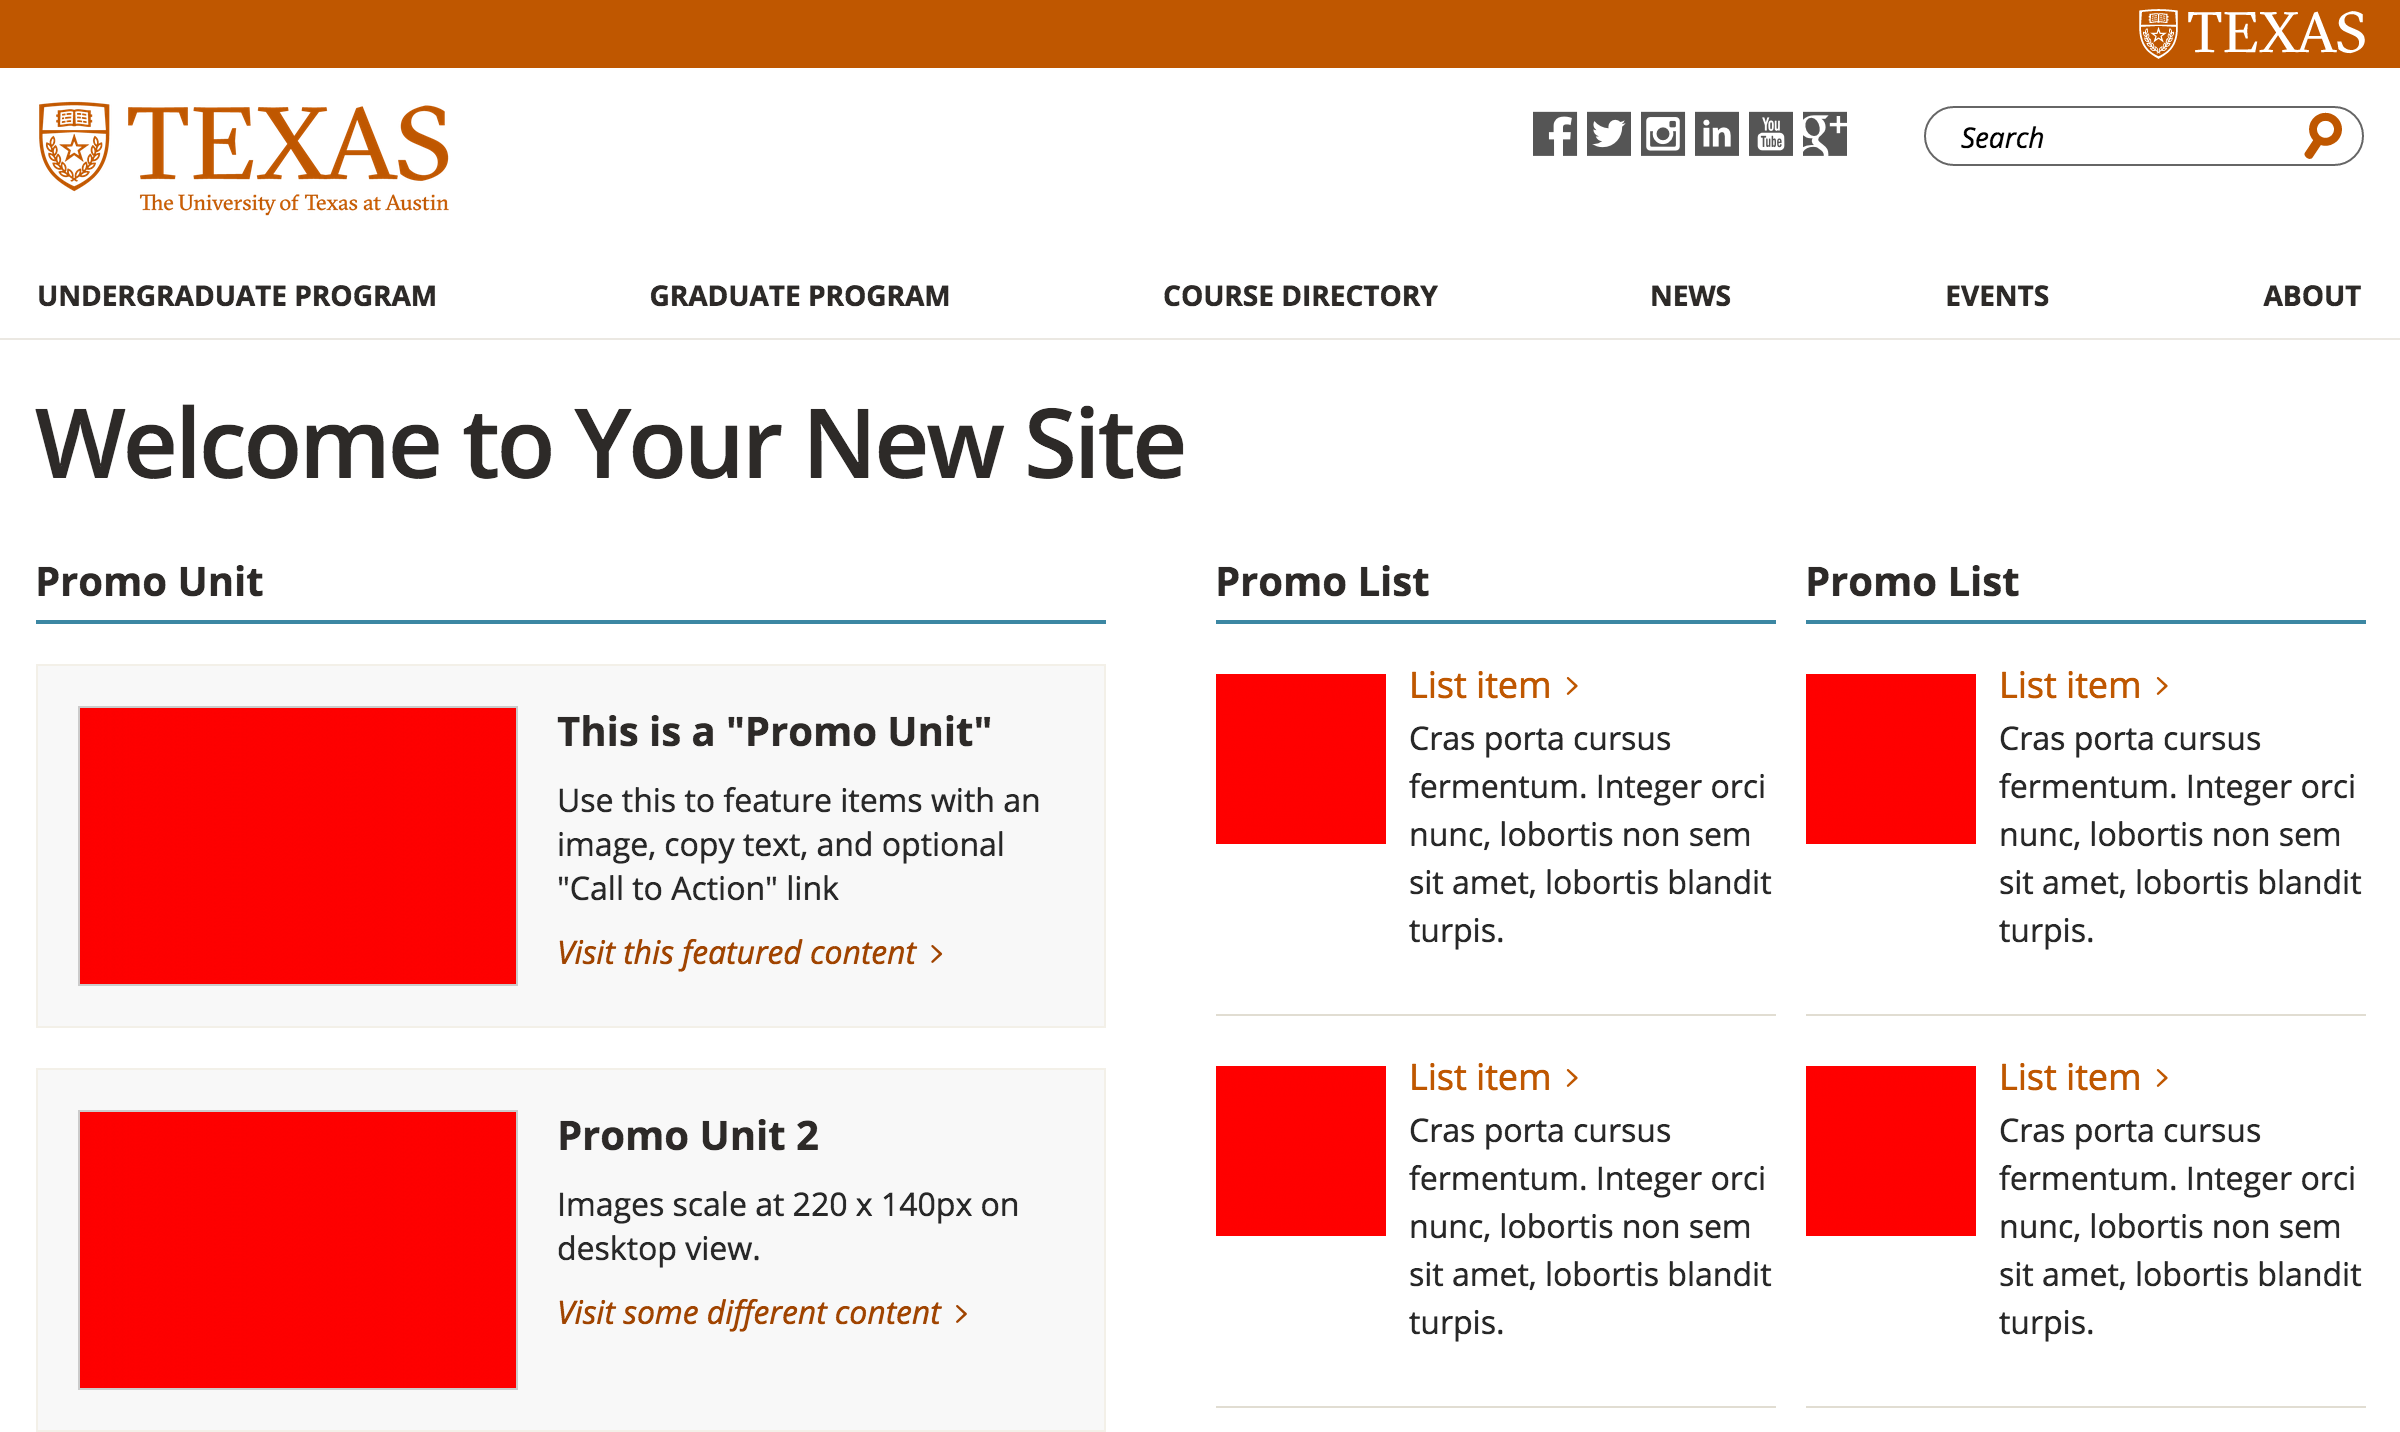 TEXAS
TEXAS
The University of Texas at Austin
You
Tube
g+
Search
UNDERGRADUATE PROGRAM
GRADUATE PROGRAM
COURSE DIRECTORY
NEWS
EVENTS
ABOUT
Welcome to Your New Site
Promo Unit
This is a "Promo Unit"
Use this to feature items with an
image, copy text, and optional
"Call to Action" link
Visit this featured content >
Promo Unit 2
Images scale at 220 x 140px on
desktop view.
Visit some different content >
Promo List
List item >
Cras porta cursus
fermentum. Integer orci
nunc, lobortis non sem
sit amet, lobortis blandit
turpis.
List item >
Cras porta cursus
fermentum. Integer orci
nunc, lobortis non sem
sit amet, lobortis blandit
turpis.
Promo List
List item >
Cras porta cursus
fermentum. Integer orci
nunc, lobortis non sem
sit amet, lobortis blandit
turpis.
List item >
Cras porta cursus
fermentum. Integer orci
nunc, lobortis non sem
sit amet, lobortis blandit
turpis.